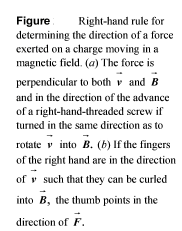 Figure Right-hand rule for
determining the direction of a force
exerted on a charge moving in a
magnetic field. (a) The force is
perpendicular to both v⃗ and B⃗
and in the direction of the advance
of a right-hand-threaded screw if
turned in the same direction as to
rotate v⃗ into B⃗. (b) If the fingers
of the right hand are in the direction
of v⃗ such that they can be curled
into B⃗, the thumb points in the
direction of F⃗.